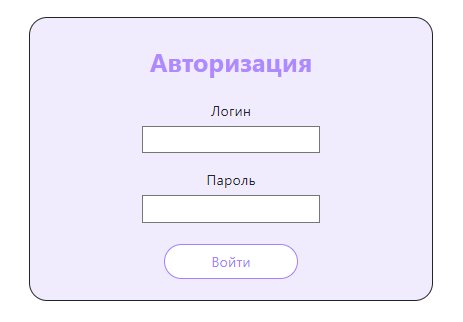 Авторизация
Логин
Пароль
Войти